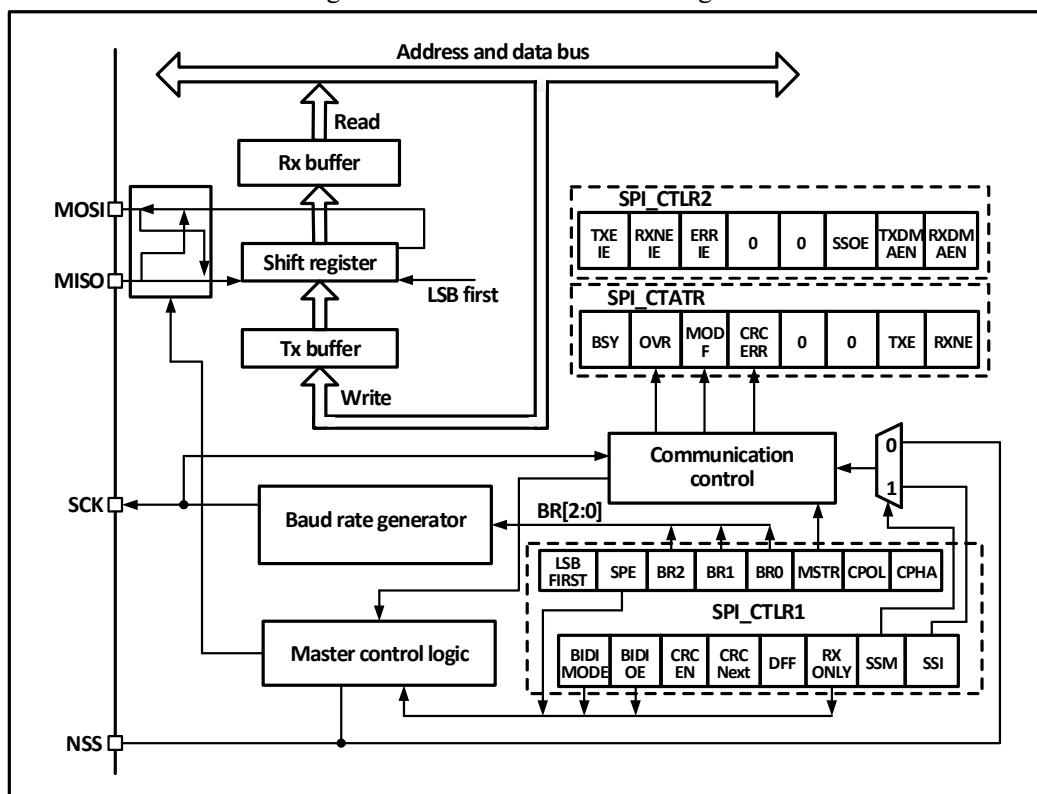 Address and data bus
Read
Rx buffer
MOSI
MISO
Shift register
LSB first
Tx buffer
Write
SPI_CTLR2
TXE
IE
RXNE
IE
ERR
IE
0
0
SSOE
TXDM
AEN
RXDM
AEN
SPI_CTATR
BSY
OVR
MOD
F
CRC
ERR
0
0
TXE
RXNE
Communication
control
0
1
SCK
Baud rate generator
BR[2:0]
LSB
FIRST
SPE
BR2
BR1
BR0
MSTR
CPOL
CPHA
SPI_CTLR1
Master control logic
BIDI
MODE
BIDI
OE
CRC
EN
CRC
Next
DFF
RX
ONLY
SSM
SSI
NSS